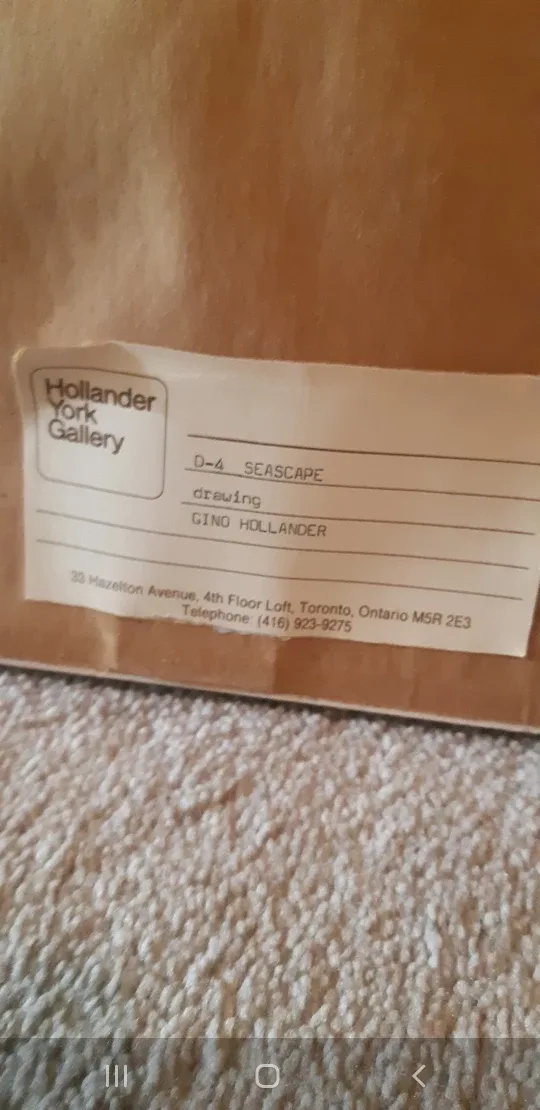 Hollander
York
Gallery
D-4 SEASCAPE
drawing
GINO HOLLANDER
33 Hazelton Avenue, 4th Floor Loft, Toronto, Ontario M5R 2E3
Telephone: (416) 923-9275